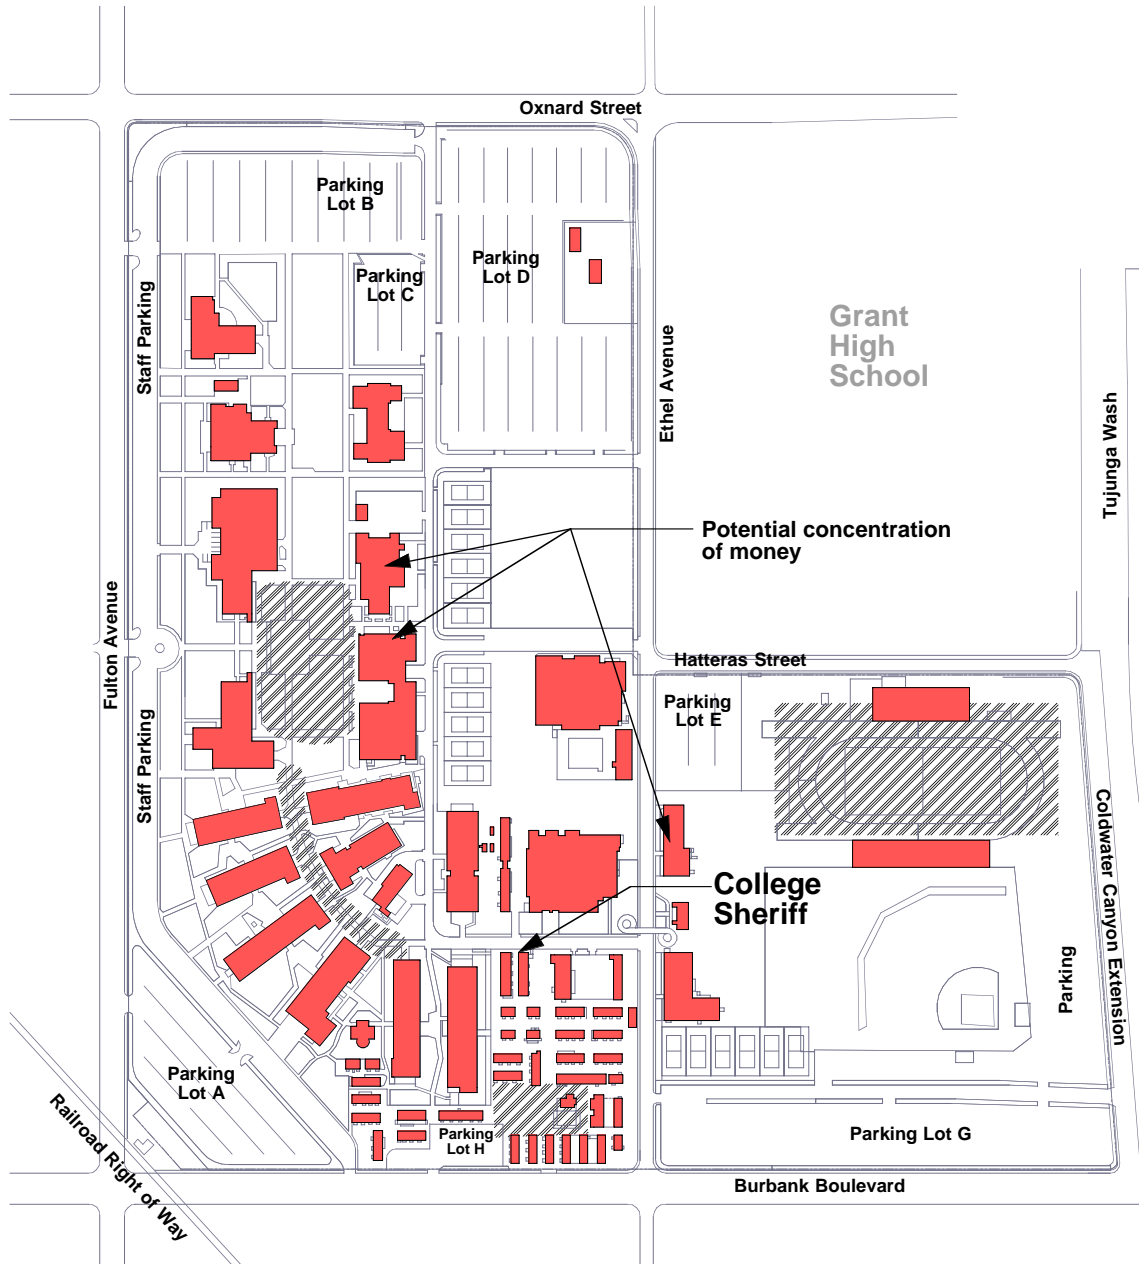 Oxnard Street
Parking
Lot B
Parking
Lot C
Parking
Lot D
Staff Parking
Grant
High
School
Ethel Avenue
Tujunga Wash
Potential concentration
of money
Fulton Avenue
Hatteras Street
Parking
Lot E
Staff Parking
Coldwater Canyon Extension
College
Sheriff
Parking
Parking
Lot A
Railroad Right of Way
Parking
Lot H
Parking Lot G
Burbank Boulevard